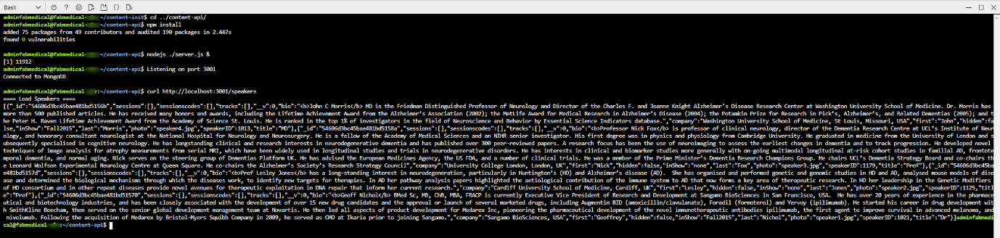 Bash
adminfabmedical@fabmedical-:~/content-init$ cd ../content-api/
adminfabmedical@fabmedical-:~/content-api$ npm install
added 75 packages from 49 contributors and audited 190 packages in 2.447s
found 0 vulnerabilities
adminfabmedical@fabmedical-:~/content-api$ nodejs ./server.js &
[1] 11912
adminfabmedical@fabmedical-:~/content-api$ Listening on port 3001
Connected to MongoDB
adminfabmedical@fabmedical-:~/content-api$ curl http://localhost:3001/speakers
==== Load Speakers ====
[{"_id":"54606d3bc45bae481bd5156b","sessions":[],"sessionscodes":[],"tracks":[],"__v":0,"bio":"<b>John C Morris</b> MD is the Friedman Distinguished Professor of Neurology and Director of the Charles F. and Joanne Knight Alzheimer's Disease Research Center at Washington University School of Medicine. Dr. Morris has
more than 500 published articles. He has received many honors and awards, including the Lifetime Achievement Award from the Alzheimer's Association (2002); the MetLife Award for Medical Research in Alzheimer's Disease (2004); the Potamkin Prize for Research in Pick's, Alzheimer's, and Related Dementias (2005); and t
he Peter H. Raven Lifetime Achievement Award from the Academy of Science St. Louis. He is ranked in the top 1% of investigators in the field of Neuroscience and Behavior by Essential Science Indicators database.","company":"Washington University School of Medicine, St Louis, Missouri, USA","first":"John","hidden":fa
lse,"inShow":"Fall2015","last":"Morris","photo":"speaker4.jpg","speakerID":1013,"title":"MD"},{"_id":"54606d3bc45bae481bd5158a","sessions":[],"sessionscodes":[],"tracks":[],"__v":0,"bio":"<b>Professor Nick Fox</b> is professor of clinical neurology, director of the Dementia Research Centre at UCL's Institute of Neur
ology, and honorary consultant neurologist at the National Hospital for Neurology and Neurosurgery. He is a fellow of the Academy of Medical Sciences and an NIHR senior investigator. His first degree was in physics and physiology from Cambridge University. He graduated in medicine from the University of London and s
ubsequently specialised in cognitive neurology. He has longstanding clinical and research interests in neurodegenerative dementia and has published over 300 peer-reviewed papers. A research focus has been the use of neuroimaging to assess the earliest changes in dementia and to track progression. He developed novel
techniques of image analysis for atrophy measurements from serial MRI, which have been widely used in longitudinal studies and trials in neurodegenerative disorders. He has interests in clinical and biomarker studies more generally with on-going multimodal longitudinal at-risk cohort studies in familial AD, frontote
mporal dementia, and normal aging. Nick serves on the steering group of Dementias Platform UK. He has advised the European Medicines Agency, the US FDA, and a number of clinical trials. He was a member of the Prime Minister's Dementia Research Champions Group. He chairs UCL's Dementia Strategy Board and co-chairs th
e Leonard Wolfson Experimental Neurology Centre at Queen Square. He co-chairs the Alzheimer's Society's Research Strategy Council","company":"University College London, London, UK","first":"Nick","hidden":false,"inShow":"none","last":"Fox","photo":"speaker3.jpg","speakerID":1179,"title":"Prof"},{"_id":"54606d3bc45ba
e481bd5157d","sessions":[],"sessionscodes":[],"tracks":[],"__v":0,"bio":"<b>Prof Lesley Jones</b> has a long-standing interest in neurodegeneration, particularly in Huntington's (HD) and Alzheimer's disease (AD).  She has organised and performed genetic and genomic studies in HD and AD, analysed mouse models of dise
ase and determined the biological mechanisms through which the diseases work, to identify new targets for therapies. In AD her pathway analysis papers highlighted the aetiological contribution of the immune system to AD that now forms a key area of therapeutic research. In HD her leadership in the Genetic Modifiers
of HD consortium and in other repeat diseases provide novel avenues for therapeutic exploitation in DNA repair that inform her current research.","company":"Cardiff University School of Medicine, Cardiff, UK","first":"Lesley","hidden":false,"inShow":"none","last":"Jones","photo":"speaker2.jpg","speakerID":1125,"titl
e":"Prof"},{"_id":"54606d3bc45bae481bd51570","sessions":[],"sessionscodes":[],"tracks":[],"__v":0,"bio":"<b>Geoff Nichol</b> BMed Sc, MB, ChB, MBA, FRACP is currently Executive Vice President of Research and Development at Sangamo BioSciences in San Francisco, USA.  He has over 20 years of experience in the pharmace
utical and biotechnology industries, and has been closely associated with the development of over 15 new drug candidates and the approval or launch of several marketed drugs, including Augmentin BID (amoxicillin/clavulanate), Foradil (formoterol) and Yervoy (ipilimumab). He started his career in drug development wit
h SmithKline Beecham, then served on the senior global development management team at Novartis. He then led all aspects of product development for Medarex Inc, pioneering the pharmaceutical development of the novel immunotherapeutic antibodies ipilimumab, the first agent to improve survival in advanced melanoma, and
nivolumab. Following the acquisition of Medarex by Bristol-Myers Squibb Company in 2009, he served as CMO at Ikaria prior to joining Sangamo.","company":"Sangamo BioSciences, USA","first":"Geoffrey","hidden":false,"inShow":"Fall2015","last":"Nichol","photo":"speaker1.jpg","speakerID":1021,"title":"Dr"}]adminfabmedi
cal@fabmedical-:~/content-api$